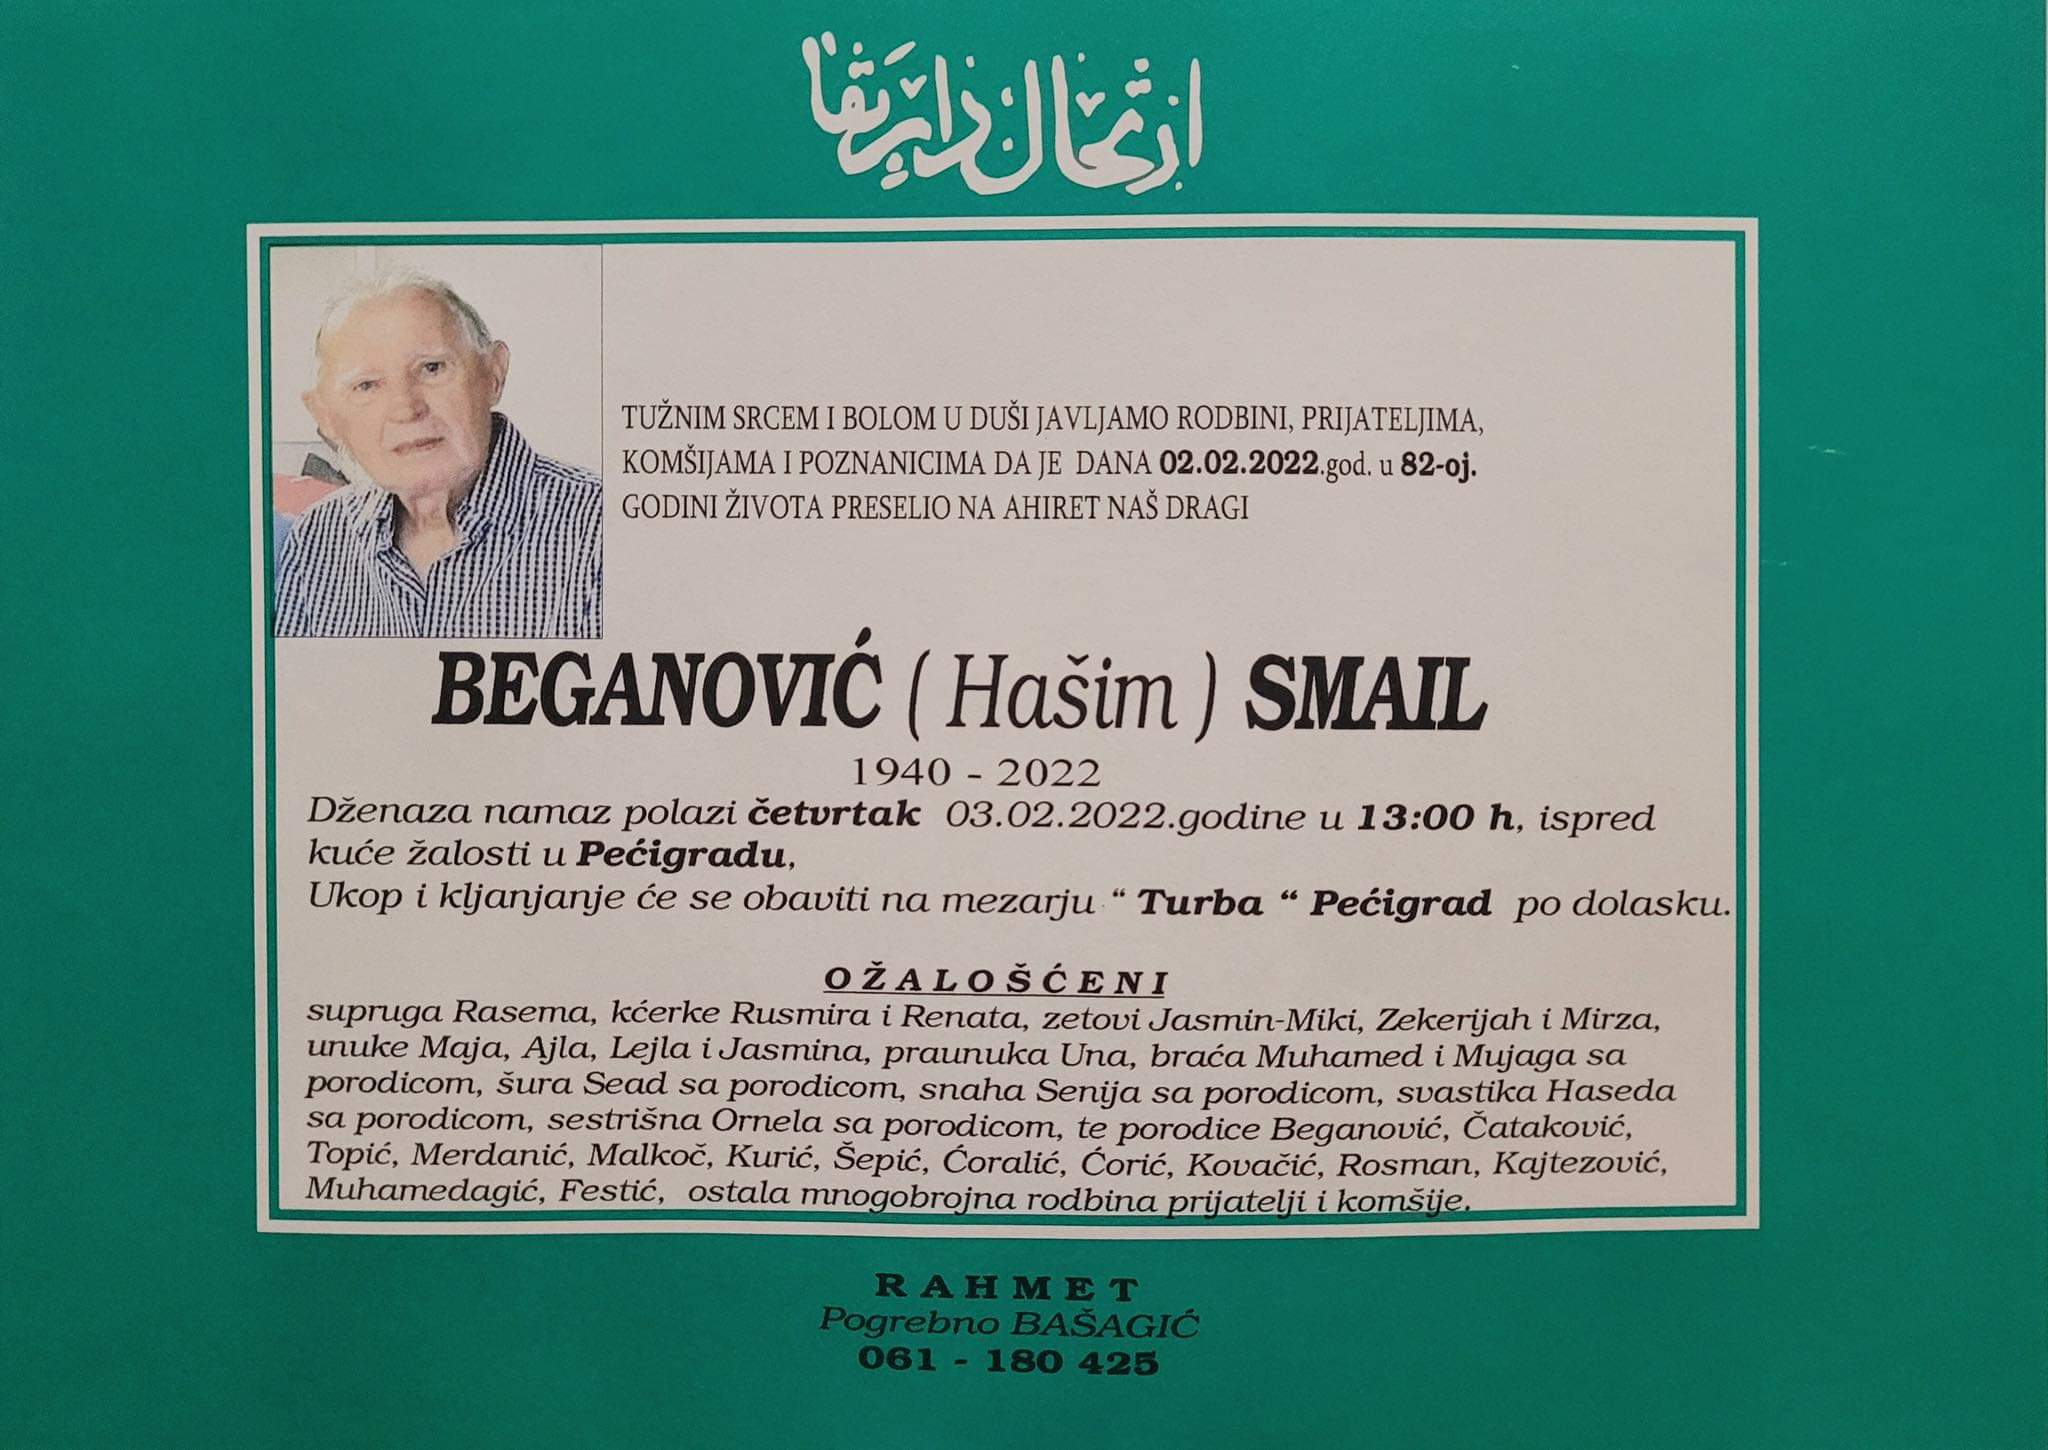 انتحال دار بقا
TUŽNIM SRCEM I BOLOM U DUŠI JAVLJAMO RODBINI, PRIJATELJIMA,
KOMŠIJAMA I POZNANICIMA DA JE DANA 02.02.2022.god. u 82-oj.
GODINI ŽIVOTA PRESELIO NA AHIRET NAŠ DRAGI
BEGANOVIĆ ( Hašim ) SMAIL
1940 - 2022
Dženaza namaz polazi četvrtak 03.02.2022.godine u 13:00 h, ispred
kuće žalosti u Pećigradu,
Ukop i kljanjanje će se obaviti na mezarju “ Turba “ Pećigrad po dolasku.
OŽALOŠĆENI
supruga Rasema, kćerke Rusmira i Renata, zetovi Jasmin-Miki, Zekerijah i Mirza,
unuke Maja, Ajla, Lejla i Jasmina, praunuka Una, braća Muhamed i Mujaga sa
porodicom, šura Sead sa porodicom, snaha Senija sa porodicom, svastika Haseda
sa porodicom, sestrišna Ornela sa porodicom, te porodice Beganović, Čataković,
Topić, Merdanić, Malkoč, Kurić, Šepić, Ćoralić, Ćorić, Kovačić, Rosman, Kajtezović,
Muhamedagić, Festić, ostala mnogobrojna rodbina prijatelji i komšije.
RAHMET
Pogrebno BAŠAGIĆ
061 - 180 425